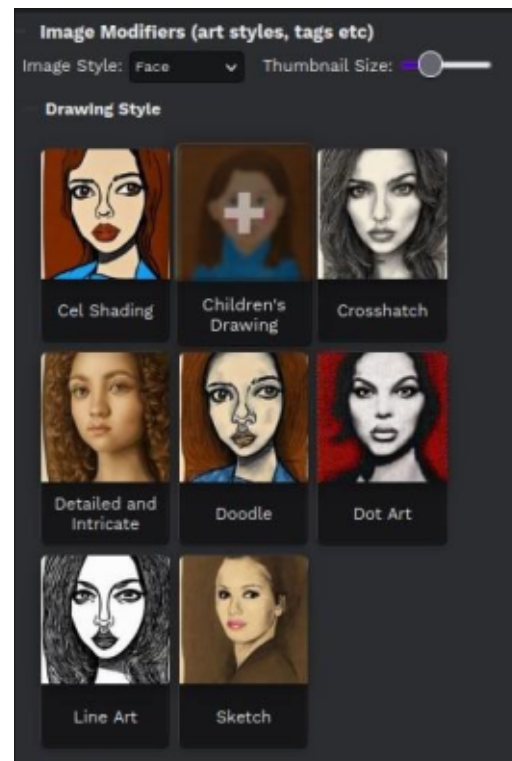 Image Modifiers (art styles, tags etc)
Image Style: Face Thumbnail Size:
Drawing Style
Cel Shading
Children's
Drawing
Crosshatch
Detailed and
Intricate
Doodle
Dot Art
Line Art
Sketch